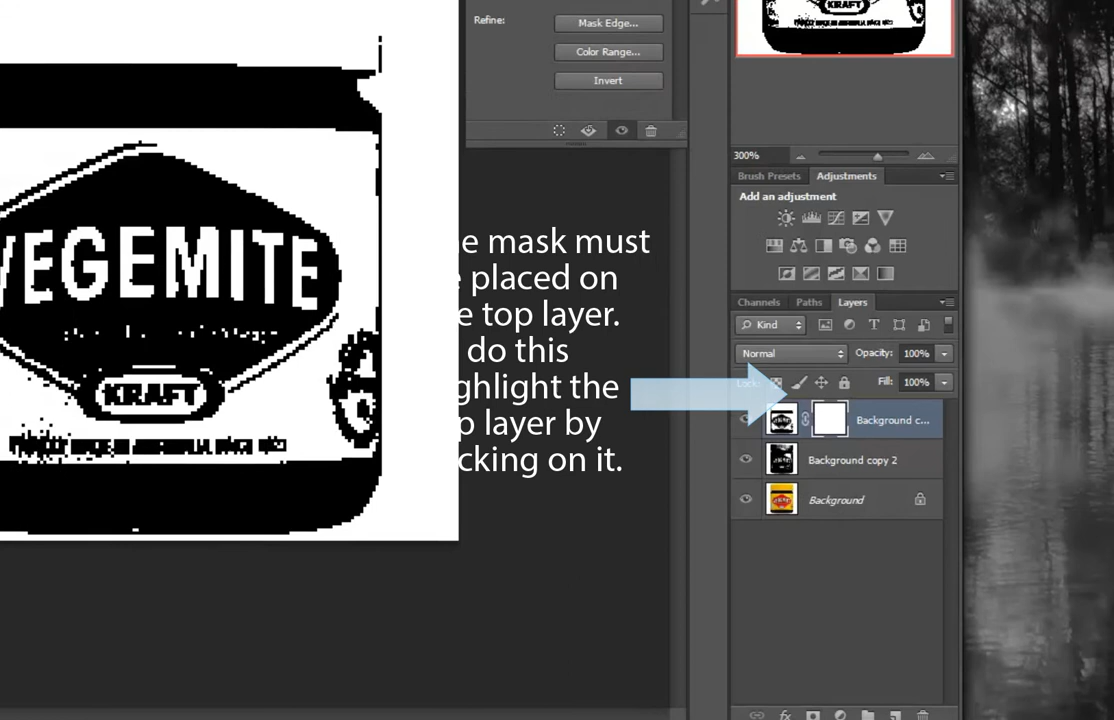 KRAFT
Refine:
Mask Edge...
Color Range...
Invert
300%
Brush Presets
Adjustments
Add an adjustment
VEGEMITE
KRAFT
e mask must
placed on
e top layer.
do this
ghlight the
p layer by
cking on it.
Channels
Paths
Layers
Kind
Normal
Opacity:
100%
Lock:
Fill:
100%
Background c...
Background copy 2
Background
fx